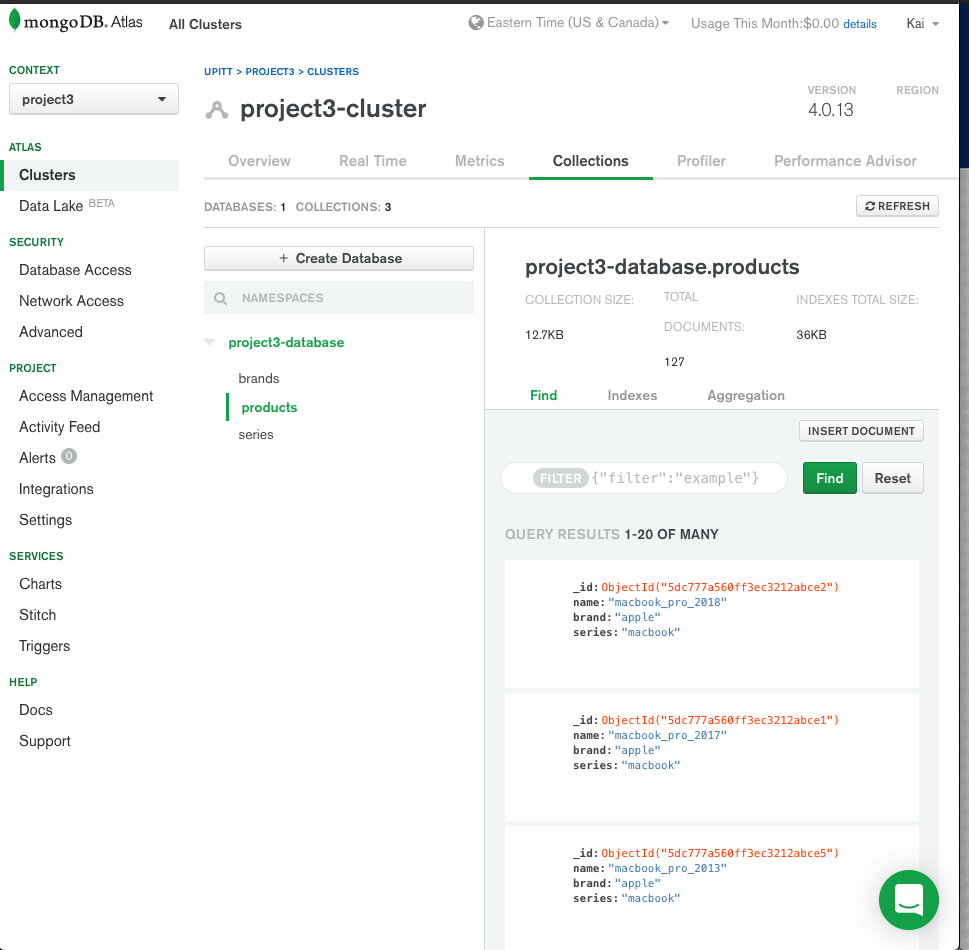 mongoDB. Atlas All Clusters Eastern Time (US & Canada) Usage This Month:$0.00 details Kai
CONTEXT
project3
ATLAS
Clusters
Data Lake BETA
SECURITY
Database Access
Network Access
Advanced
PROJECT
Access Management
Activity Feed
Alerts 0
Integrations
Settings
SERVICES
Charts
Stitch
Triggers
HELP
Docs
Support
UPITT > PROJECT3 > CLUSTERS
project3-cluster
VERSION REGION
4.0.13
Overview Real Time Metrics Collections Profiler Performance Advisor
DATABASES: 1 COLLECTIONS: 3 REFRESH
+ Create Database
NAMESPACES
project3-database
brands
products
series
project3-database.products
COLLECTION SIZE: TOTAL DOCUMENTS: INDEXES TOTAL SIZE:
12.7KB 127 36KB
Find Indexes Aggregation
INSERT DOCUMENT
FILTER {"filter":"example"} Find Reset
QUERY RESULTS 1-20 OF MANY
_id: ObjectId("5dc777a560ff3ec3212abce2")
name: "macbook_pro_2018"
brand: "apple"
series: "macbook"
_id: ObjectId("5dc777a560ff3ec3212abce1")
name: "macbook_pro_2017"
brand: "apple"
series: "macbook"
_id: ObjectId("5dc777a560ff3ec3212abce5")
name: "macbook_pro_2013"
brand: "apple"
series: "macbook"